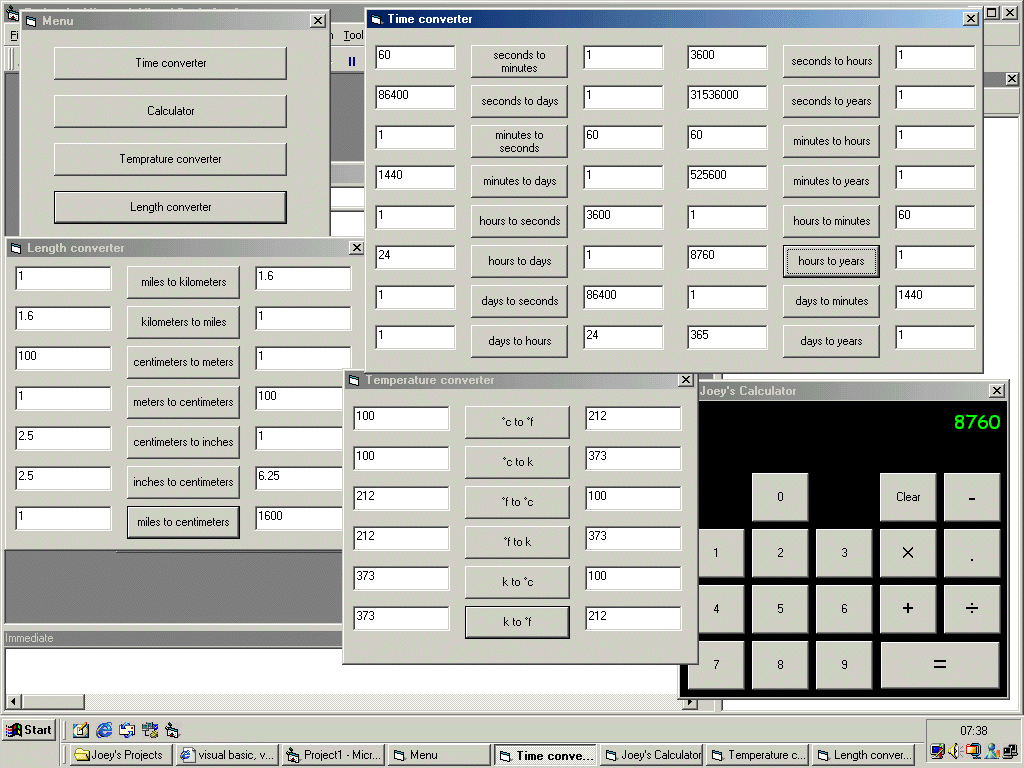 Menu
Time converter
Calculator
Temprature converter
Length converter
Fi
Tool
Time converter
60 seconds to minutes 1 3600 seconds to hours 1
86400 seconds to days 1 31536000 seconds to years 1
1 minutes to seconds 60 60 minutes to hours 1
1440 minutes to days 1 525600 minutes to years 1
1 hours to seconds 3600 1 hours to minutes 60
24 hours to days 1 8760 hours to years 1
1 days to seconds 86400 1 days to minutes 1440
1 days to hours 24 365 days to years 1
Length converter
1 miles to kilometers 1.6
1.6 kilometers to miles 1
100 centimeters to meters 1
1 meters to centimeters 100
2.5 centimeters to inches 1
2.5 inches to centimeters 6.25
1 miles to centimeters 1600
Temperature converter
100 °c to °f 212
100 °c to k 373
212 °f to °c 100
212 °f to k 373
373 k to °c 100
373 k to °f 212
Joey's Calculator
8760
0 Clear -
1 2 3 × .
4 5 6 + ÷
7 8 9 =
Immediate
Start
07:38
Joey's Projects
visual basic, v...
Project1 - Micr...
Menu
Time conve...
Joey's Calculator
Temperature c...
Length conver...